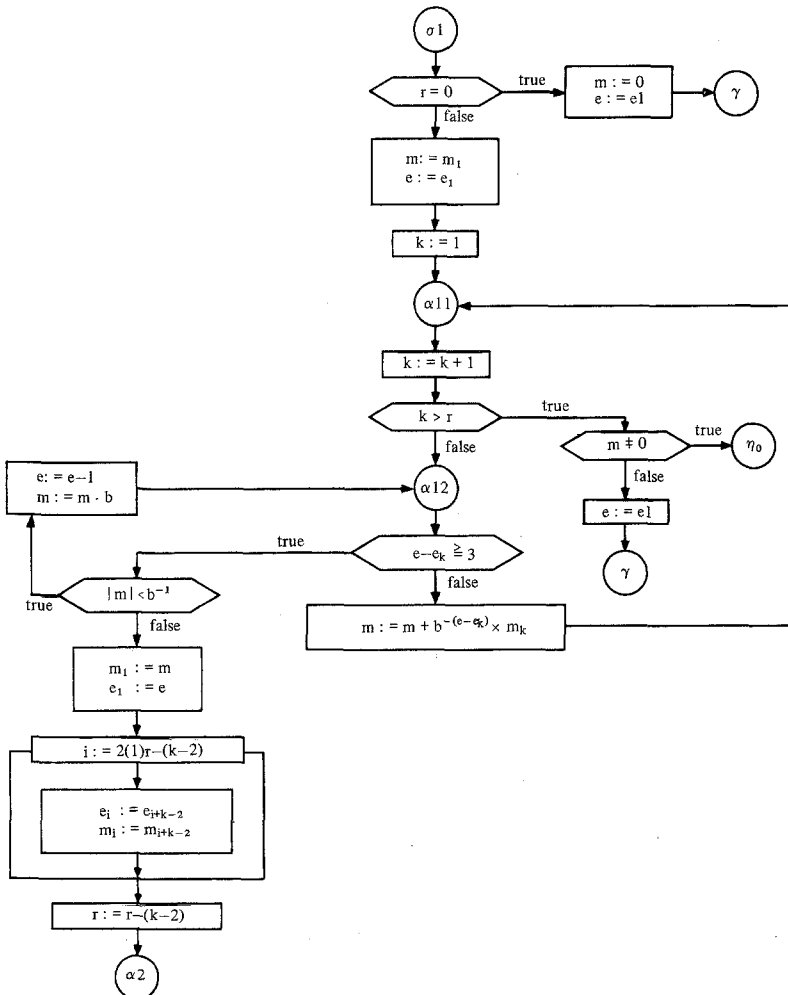 σ1
r = 0
true
m : = 0
e : = e1
γ
false
m: = m₁
e : = e₁
k : = 1
α11
k : = k + 1
k > r
true
false
m ≠ 0
true
η₀
false
e: = e−1
m : = m · b
α12
e : = e1
γ
true
e−eₖ ≧ 3
false
|m| < b⁻¹
true
false
m : = m + b⁻⁽ᵉ⁻ᵉₖ⁾ × mₖ
m₁ : = m
e₁ : = e
i : = 2(1)r−(k−2)
eᵢ : = eᵢ₊ₖ₋₂
mᵢ : = mᵢ₊ₖ₋₂
r : = r−(k−2)
α2